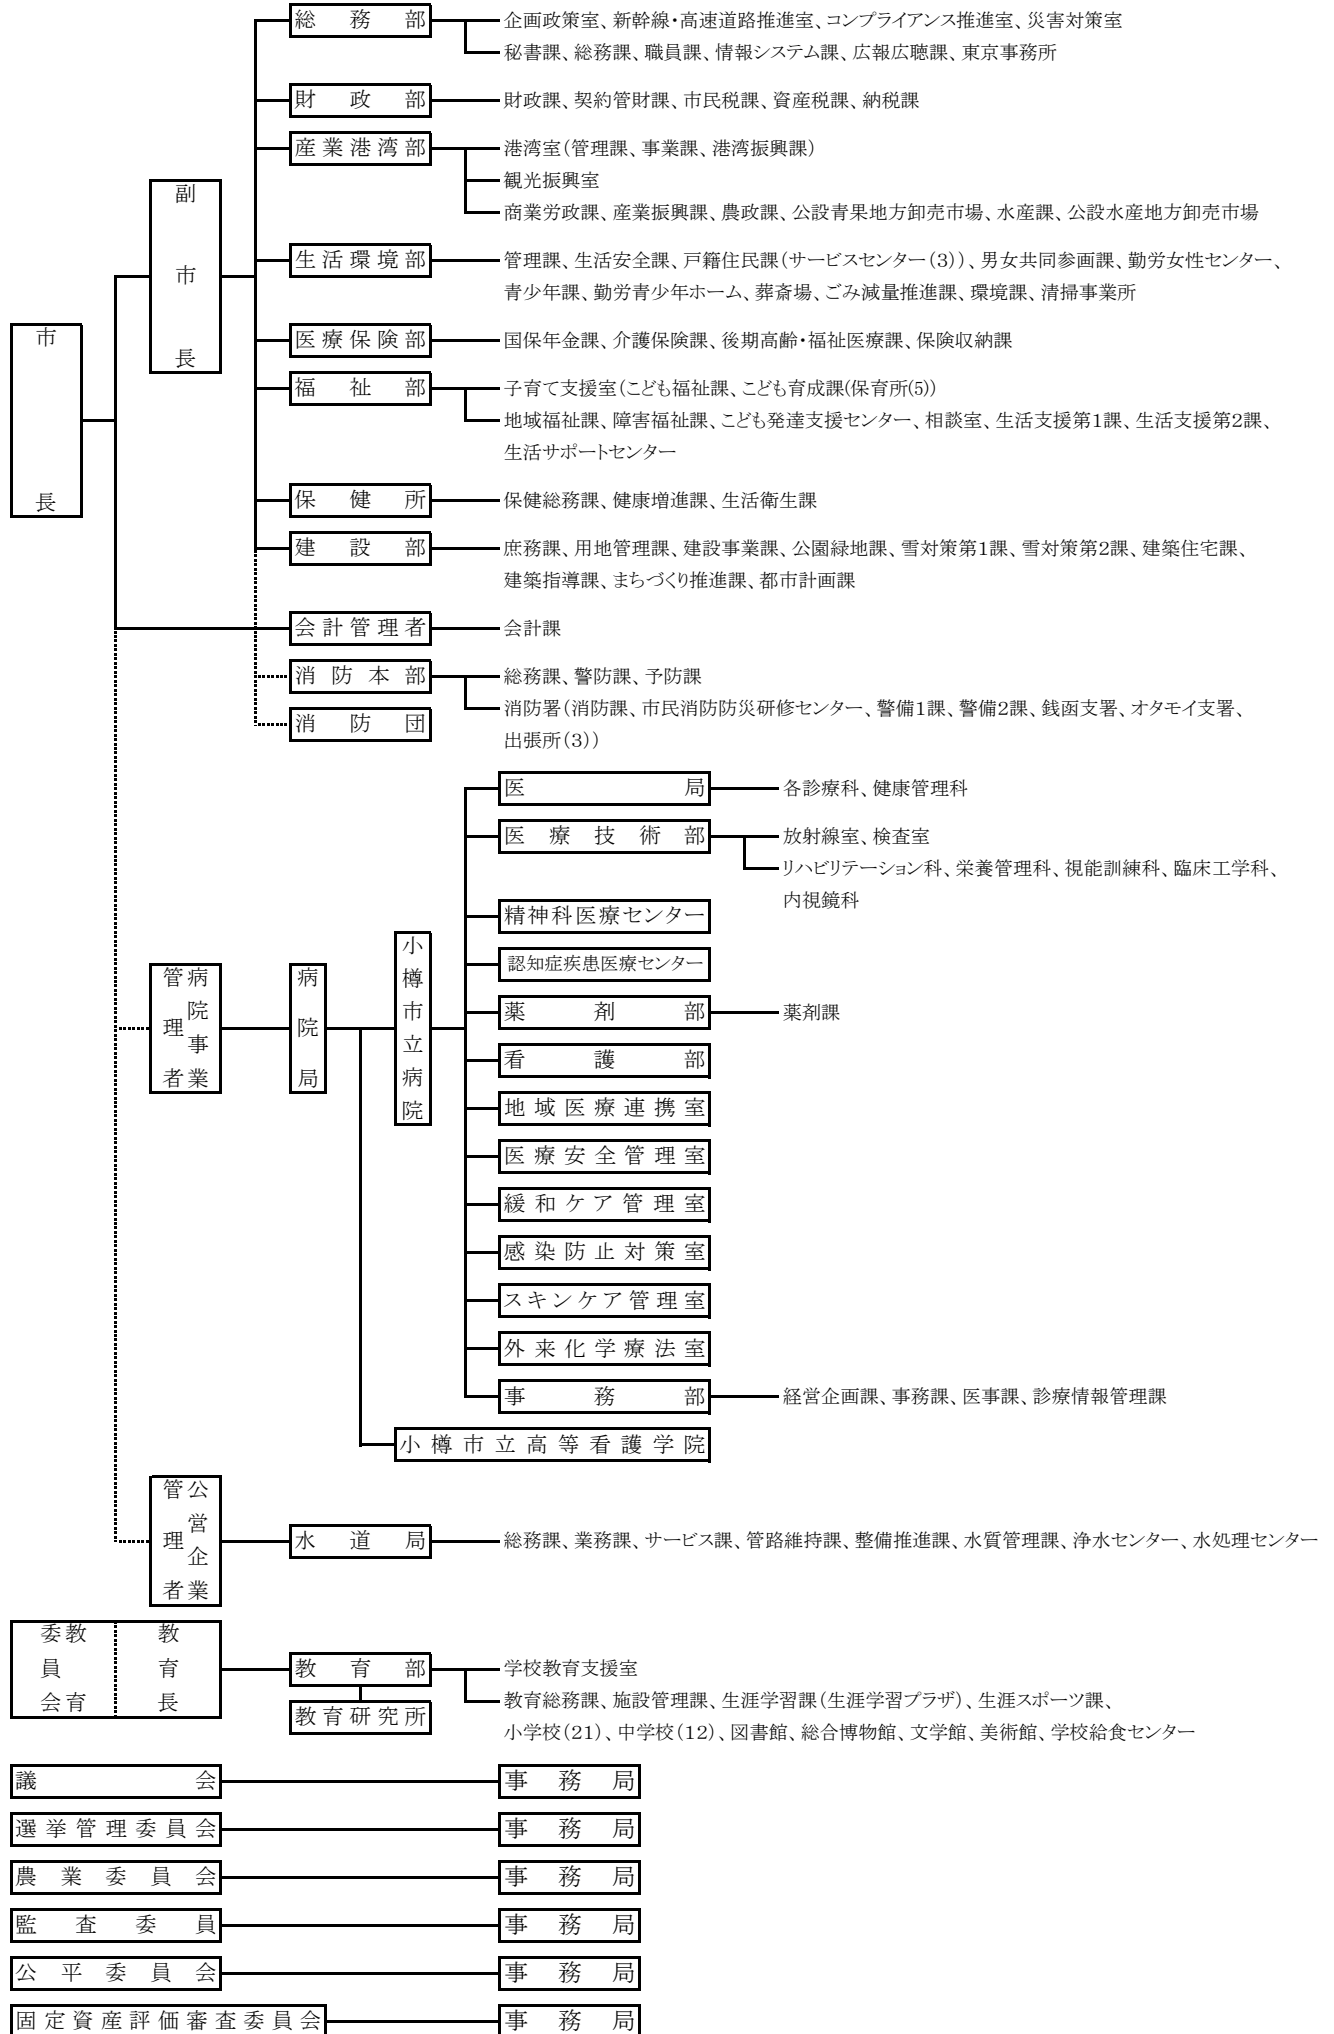 総務部 企画政策室、新幹線・高速道路推進室、コンプライアンス推進室、災害対策室
秘書課、総務課、職員課、情報システム課、広報広聴課、東京事務所
財政部 財政課、契約管財課、市民税課、資産税課、納税課
産業港湾部 港湾室(管理課、事業課、港湾振興課)
観光振興室
商業労政課、産業振興課、農政課、公設青果地方卸売市場、水産課、公設水産地方卸売市場
副市長
生活環境部 管理課、生活安全課、戸籍住民課(サービスセンター(3))、男女共同参画課、勤労女性センター、
青少年課、勤労青少年ホーム、葬斎場、ごみ減量推進課、環境課、清掃事業所
市長
医療保険部 国保年金課、介護保険課、後期高齢・福祉医療課、保険収納課
福祉部 子育て支援室(こども福祉課、こども育成課(保育所(5))
地域福祉課、障害福祉課、こども発達支援センター、相談室、生活支援第1課、生活支援第2課、
生活サポートセンター
保健所 保健総務課、健康増進課、生活衛生課
建設部 庶務課、用地管理課、建設事業課、公園緑地課、雪対策第1課、雪対策第2課、建築住宅課、
建築指導課、まちづくり推進課、都市計画課
会計管理者 会計課
消防本部 総務課、警防課、予防課
消防署(消防課、市民消防防災研修センター、警備1課、警備2課、銭函支署、オタモイ支署、
出張所(3))
消防団
医局 各診療科、健康管理科
医療技術部 放射線室、検査室
リハビリテーション科、栄養管理科、視能訓練科、臨床工学科、
内視鏡科
精神科医療センター
認知症疾患医療センター
病院事業管理者
病院局
小樽市立病院
薬剤部 薬剤課
看護部
地域医療連携室
医療安全管理室
緩和ケア管理室
感染防止対策室
スキンケア管理室
外来化学療法室
事務部 経営企画課、事務課、医事課、診療情報管理課
小樽市立高等看護学院
公営企業管理者
水道局 総務課、業務課、サービス課、管路維持課、整備推進課、水質管理課、浄水センター、水処理センター
教育委員会 教育長
教育部 学校教育支援室
教育総務課、施設管理課、生涯学習課(生涯学習プラザ)、生涯スポーツ課、
小学校(21)、中学校(12)、図書館、総合博物館、文学館、美術館、学校給食センター
教育研究所
議会 事務局
選挙管理委員会 事務局
農業委員会 事務局
監査委員 事務局
公平委員会 事務局
固定資産評価審査委員会 事務局